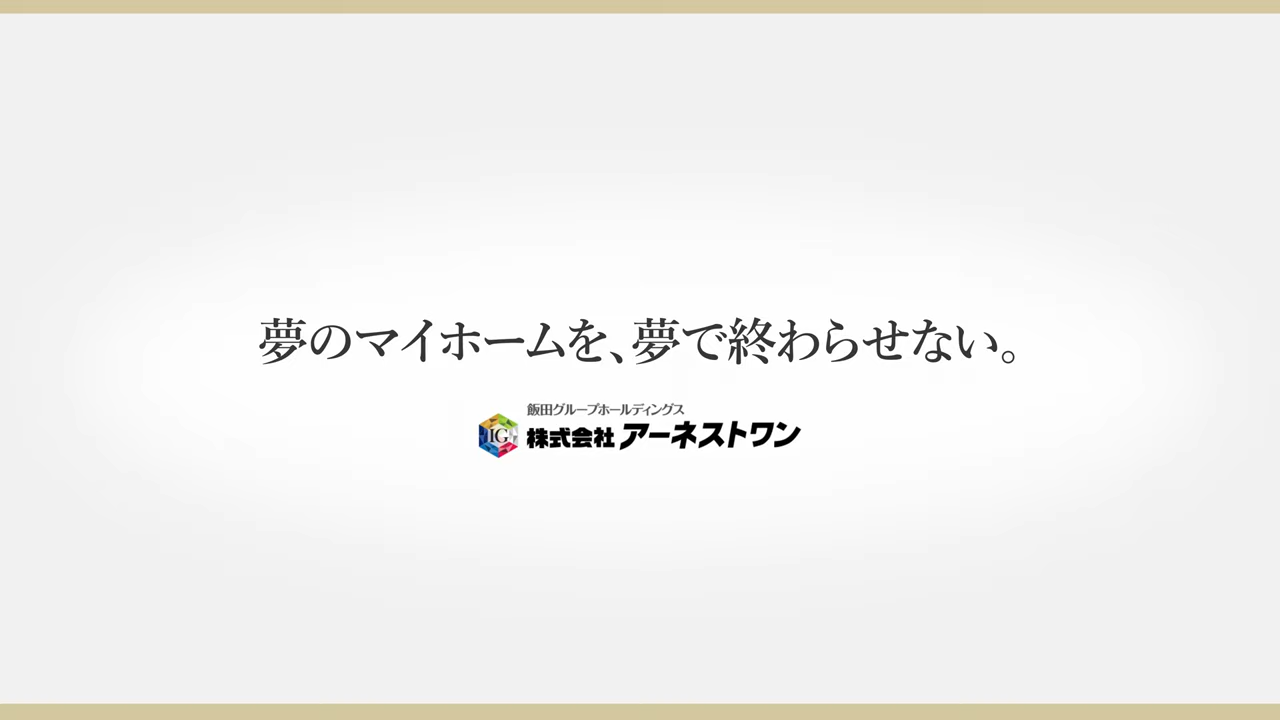 夢のマイホームを、夢で終わらせない。
飯田グループホールディングス
IG 株式会社 アーネストワン